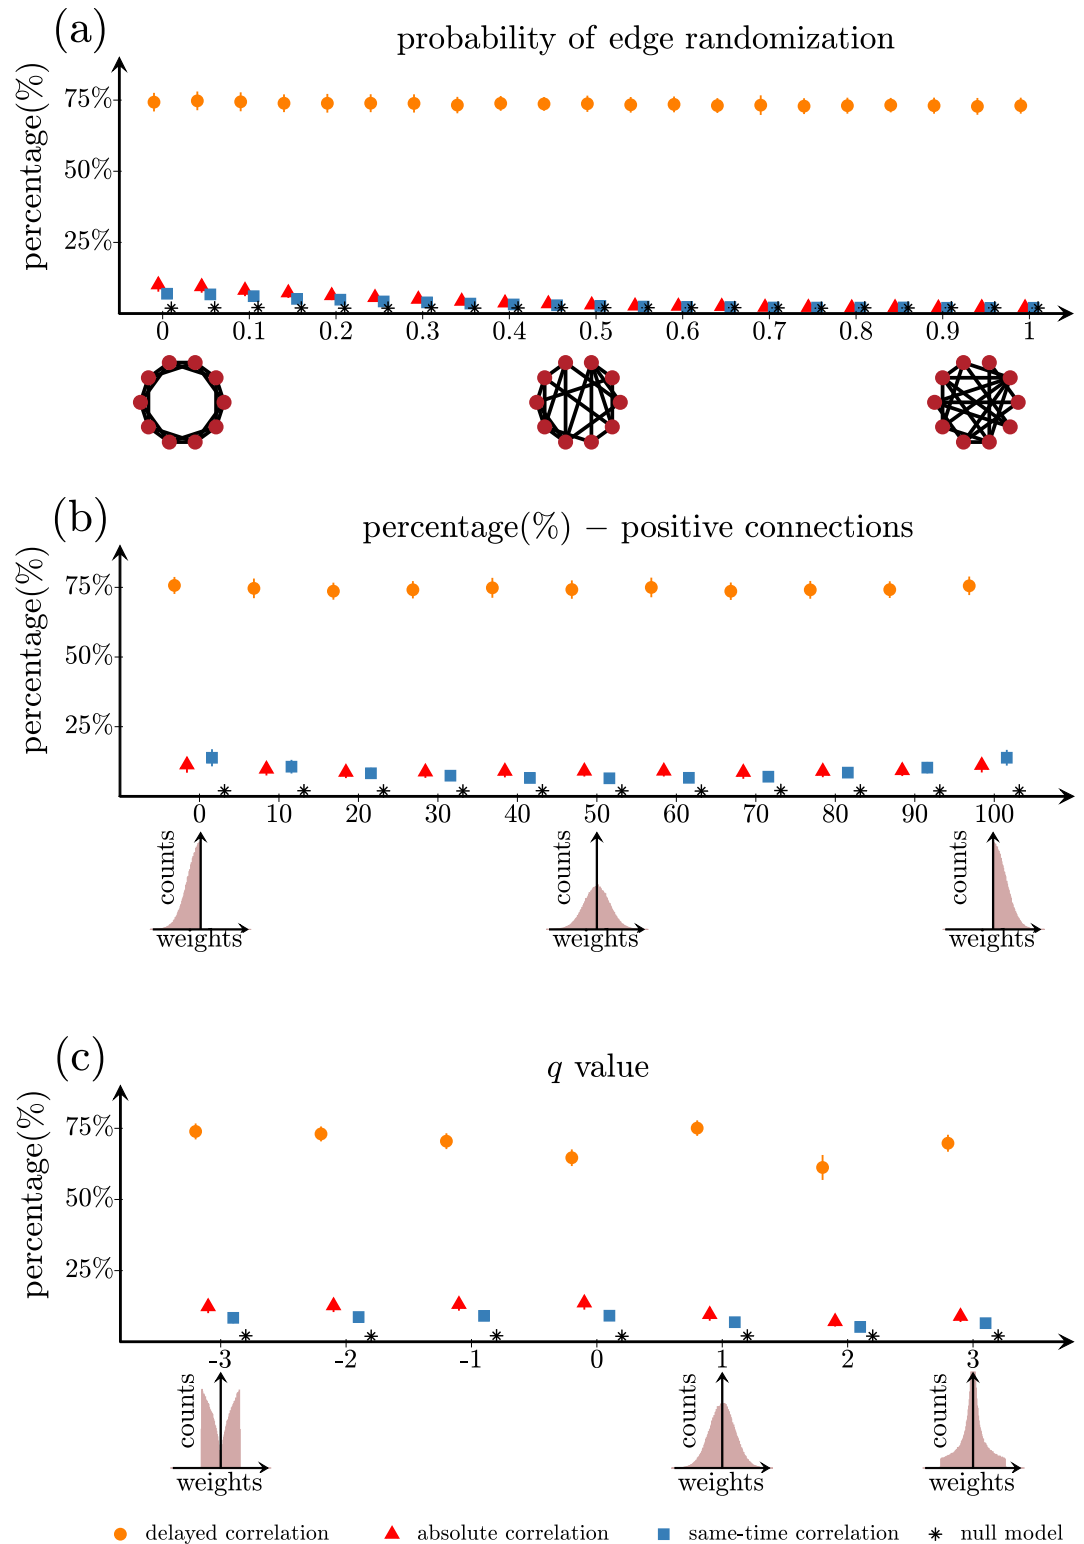 (a)
probability of edge randomization
percentage(%)
75%
50%
25%
0 0.1 0.2 0.3 0.4 0.5 0.6 0.7 0.8 0.9 1
(b)
percentage(%) − positive connections
percentage(%)
75%
50%
25%
0 10 20 30 40 50 60 70 80 90 100
counts counts counts
weights weights weights
(c)
q value
percentage(%)
75%
50%
25%
-3 -2 -1 0 1 2 3
counts counts counts
weights weights weights
delayed correlation absolute correlation same-time correlation null model